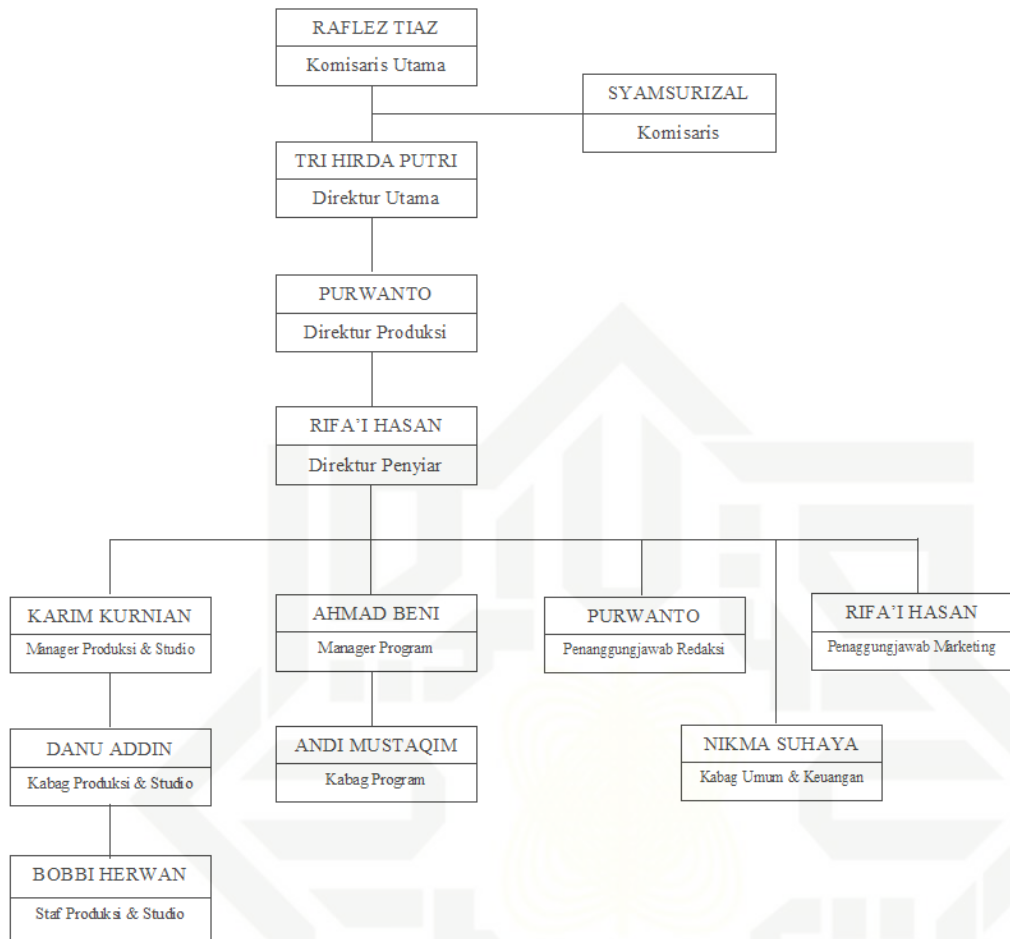 RAFLEZ TIAZ
Komisaris Utama
SYAMSURIZAL
Komisaris
TRI HIRDA PUTRI
Direktur Utama
PURWANTO
Direktur Produksi
RIFA’I HASAN
Direktur Penyiar
KARIM KURNIAN
Manager Produksi & Studio
AHMAD BENI
Manager Program
PURWANTO
Penanggungjawab Redaksi
RIFA’I HASAN
Penaggungjawab Marketing
DANU ADDIN
Kabag Produksi & Studio
ANDI MUSTAQIM
Kabag Program
NIKMA SUHAYA
Kabag Umum & Keuangan
BOBBI HERWAN
Staf Produksi & Studio